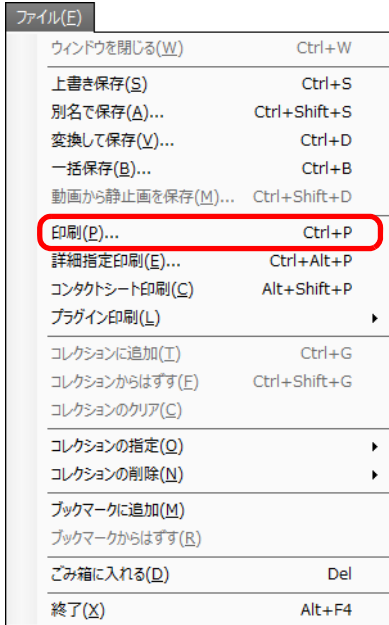 ファイル(F)
ウィンドウを閉じる(W) Ctrl+W
上書き保存(S) Ctrl+S
別名で保存(A)... Ctrl+Shift+S
変換して保存(V)... Ctrl+D
一括保存(B)... Ctrl+B
動画から静止画を保存(M)... Ctrl+Shift+D
印刷(P)... Ctrl+P
詳細指定印刷(E)... Ctrl+Alt+P
コンタクトシート印刷(C) Alt+Shift+P
プラグイン印刷(L)
コレクションに追加(T) Ctrl+G
コレクションからはずす(F) Ctrl+Shift+G
コレクションのクリア(C)
コレクションの指定(O)
コレクションの削除(N)
ブックマークに追加(M)
ブックマークからはずす(R)
ごみ箱に入れる(D) Del
終了(X) Alt+F4